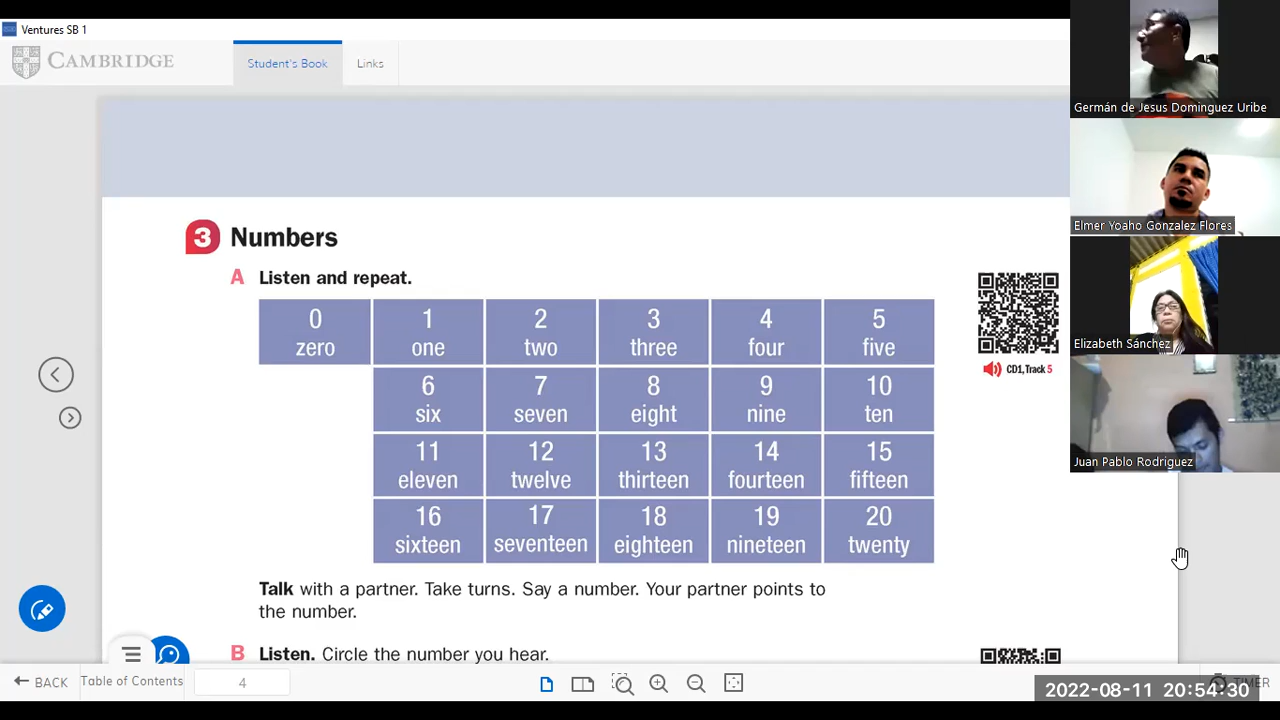 Ventures SB 1
CAMBRIDGE
Student's Book
Links
Germán de Jesus Dominguez Uribe
Elmer Yoaho Gonzalez Flores
Elizabeth Sánchez
Juan Pablo Rodriguez
3 Numbers
A Listen and repeat.
0 1 2 3 4 5
zero one two three four five
6 7 8 9 10
six seven eight nine ten
11 12 13 14 15
eleven twelve thirteen fourteen fifteen
16 17 18 19 20
sixteen seventeen eighteen nineteen twenty
CD1, Track 5
Talk with a partner. Take turns. Say a number. Your partner points to
the number.
B Listen. Circle the number you hear.
BACK
Table of Contents
4
TIMER
2022-08-11 20:54:30